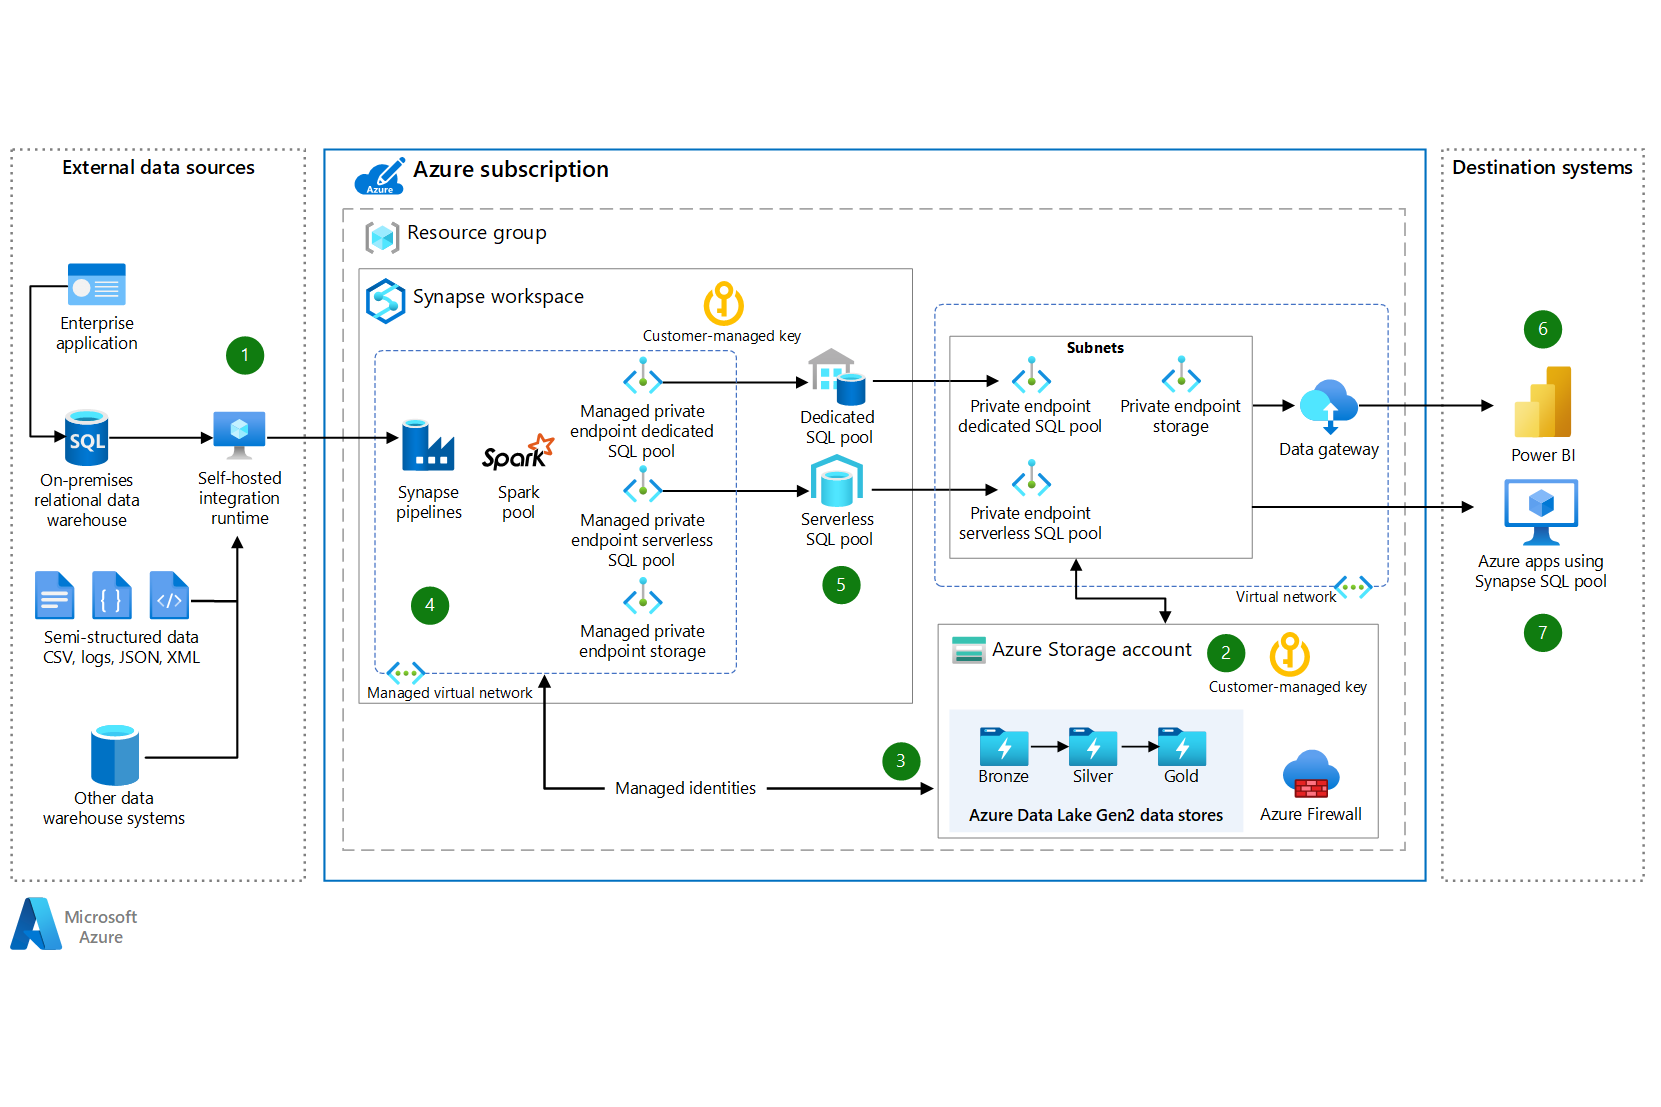 External data sources
Enterprise
application
1
SQL
On-premises
relational data
warehouse
Self-hosted
integration
runtime
{ }
</>
Semi-structured data
CSV, logs, JSON, XML
Other data
warehouse systems
Azure
Azure subscription
Resource group
Synapse workspace
Customer-managed key
Synapse
pipelines
Spark
Spark
pool
Managed private
endpoint dedicated
SQL pool
Managed private
endpoint serverless
SQL pool
Managed private
endpoint storage
4
Managed virtual network
Dedicated
SQL pool
Serverless
SQL pool
5
Subnets
Private endpoint
dedicated SQL pool
Private endpoint
storage
Private endpoint
serverless SQL pool
Data gateway
Virtual network
Azure Storage account
2
Customer-managed key
Bronze
Silver
Gold
Azure Data Lake Gen2 data stores
Azure Firewall
3
Managed identities
Destination systems
6
Power BI
Azure apps using
Synapse SQL pool
7
Microsoft
Azure